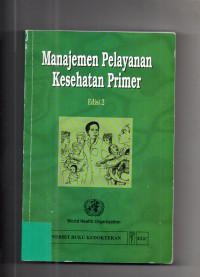 Manajemen Pelayanan
Kesehatan Primer
Edisi 2
World Health Organization
PENERBIT BUKU KEDOKTERAN
EGC